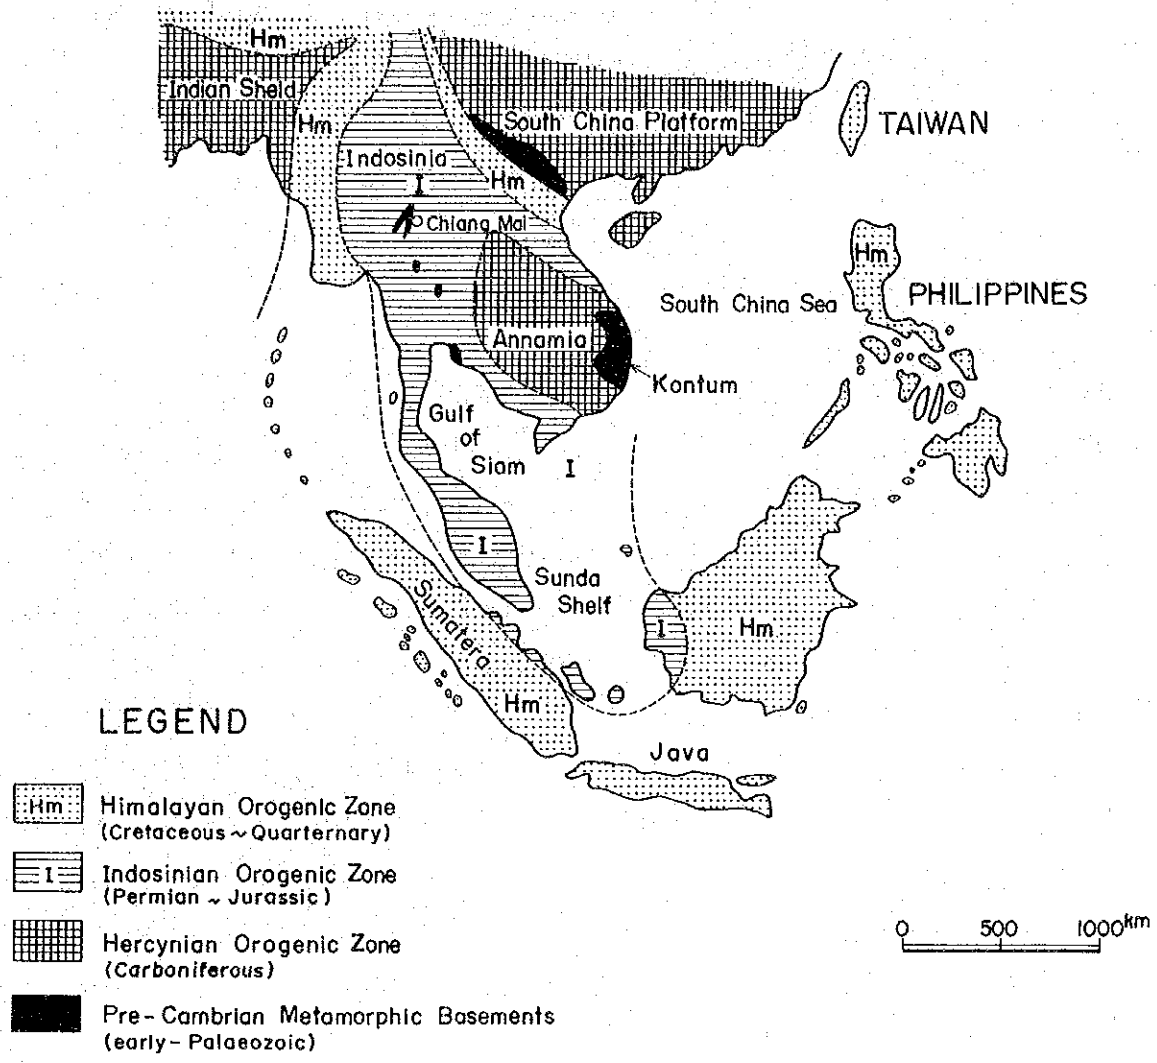 Hm
Indian Sheld
Hm
South China Platform
TAIWAN
Indosinia
I
Hm
Chiang Mai
Hm
South China Sea
PHILIPPINES
Annamia
Kontum
Gulf
of
Siam
I
I
Sunda
Shelf
Sumatera
I
Hm
Hm
Java
LEGEND
Hm Himalayan Orogenic Zone
(Cretaceous ~ Quarternary)
I Indosinian Orogenic Zone
(Permian ~ Jurassic)
Hercynian Orogenic Zone
(Carboniferous)
Pre-Cambrian Metamorphic Basements
(early-Palaeozoic)
0 500 1000km